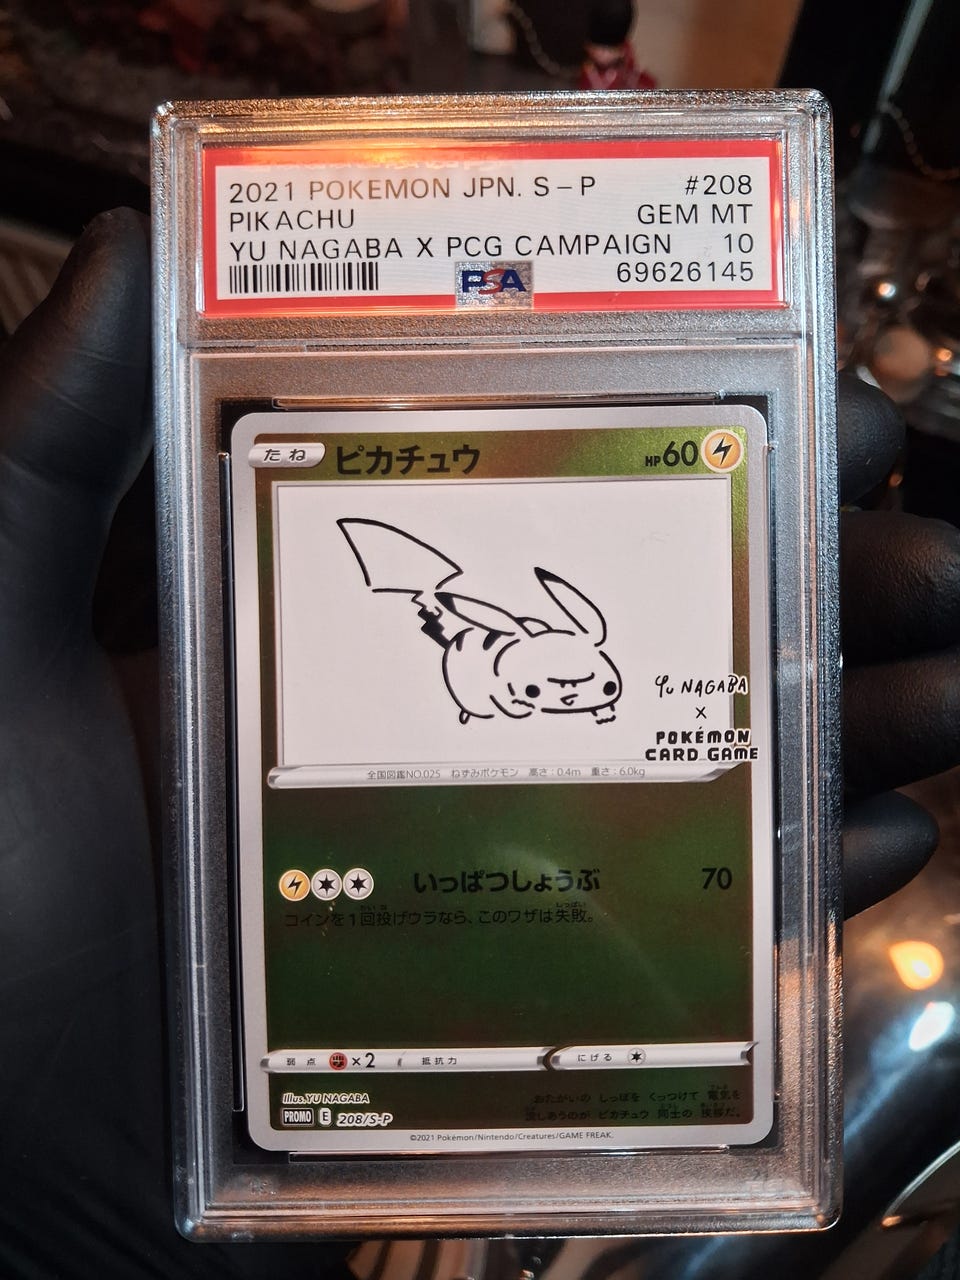 2021 POKEMON JPN. S-P #208
PIKACHU GEM MT
YU NAGABA X PCG CAMPAIGN 10
PSA 69626145
たね ピカチュウ HP60
YU NAGABA
×
POKÉMON
CARD GAME
全国図鑑NO.025 ねずみポケモン 高さ:0.4m 重さ:6.0kg
いっぱつしょうぶ 70
コインを1回投げウラなら、このワザは失敗。
弱点 ×2 抵抗力 にげる
Illus.YU NAGABA
PROMO E 208/S-P
おたがいの しっぽを くっつけて 電気を
流しあうのが ピカチュウ 同士の 挨拶だ。
©2021 Pokémon/Nintendo/Creatures/GAME FREAK.